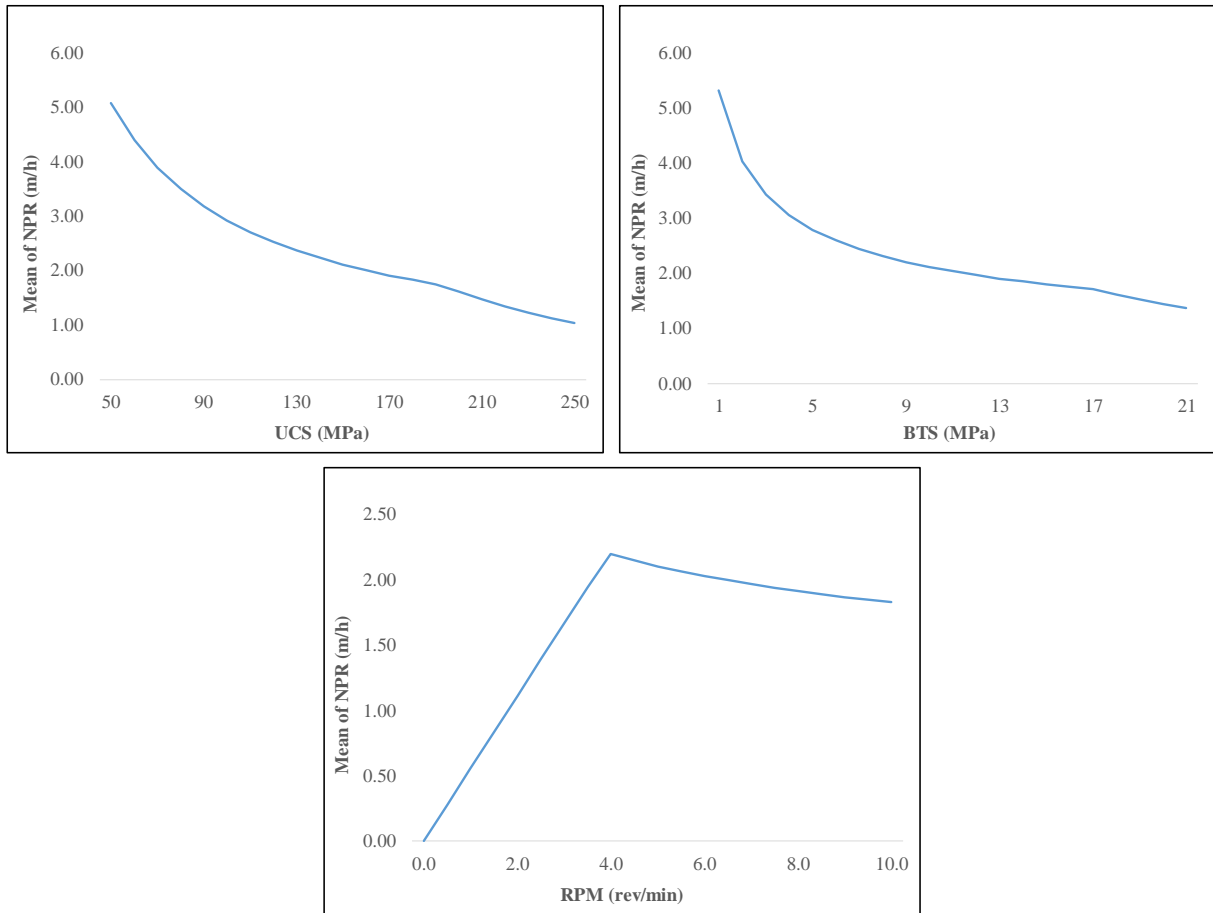 6.00
5.00
4.00
3.00
2.00
1.00
0.00
Mean of NPR (m/h)
50 90 130 170 210 250
UCS (MPa)
6.00
5.00
4.00
3.00
2.00
1.00
0.00
Mean of NPR (m/h)
1 5 9 13 17 21
BTS (MPa)
2.50
2.00
1.50
1.00
0.50
0.00
Mean of NPR (m/h)
0.0 2.0 4.0 6.0 8.0 10.0
RPM (rev/min)